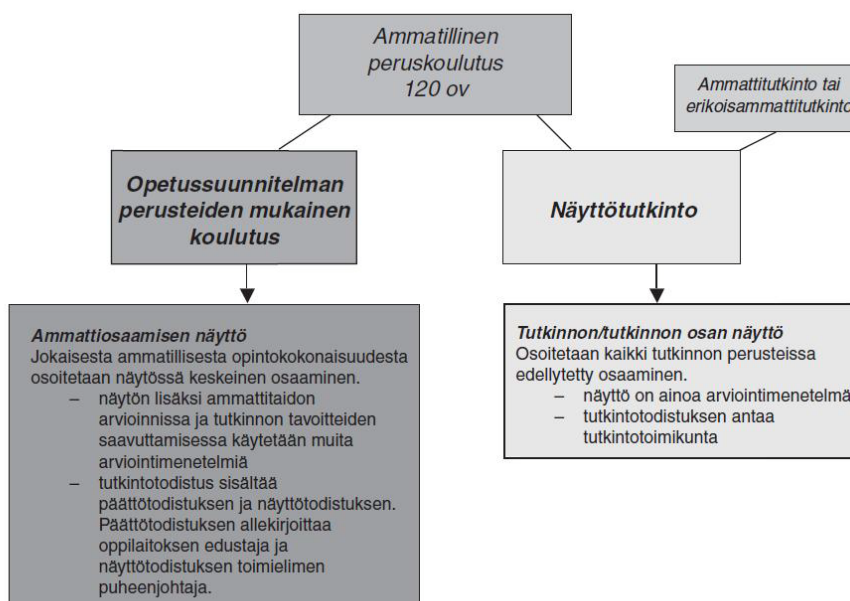 Ammatillinen
peruskoulutus
120 ov
Ammattitutkinto tai
erikoisammattitutkinto
Opetussuunnitelman
perusteiden mukainen
koulutus
Näyttötutkinto
Ammattiosaamisen näyttö
Jokaisesta ammatillisesta opintokokonaisuudesta
osoitetaan näytössä keskeinen osaaminen.
– näytön lisäksi ammattitaidon
arvioinnissa ja tutkinnon tavoitteiden
saavuttamisessa käytetään muita
arviointimenetelmiä
– tutkintotodistus sisältää
päättötodistuksen ja näyttötodistuksen.
Päättötodistuksen allekirjoittaa
oppilaitoksen edustaja ja
näyttötodistuksen toimielimen
puheenjohtaja.
Tutkinnon/tutkinnon osan näyttö
Osoitetaan kaikki tutkinnon perusteissa
edellytetty osaaminen.
– näyttö on ainoa arviointimenetelmä
– tutkintotodistuksen antaa
tutkintotoimikunta